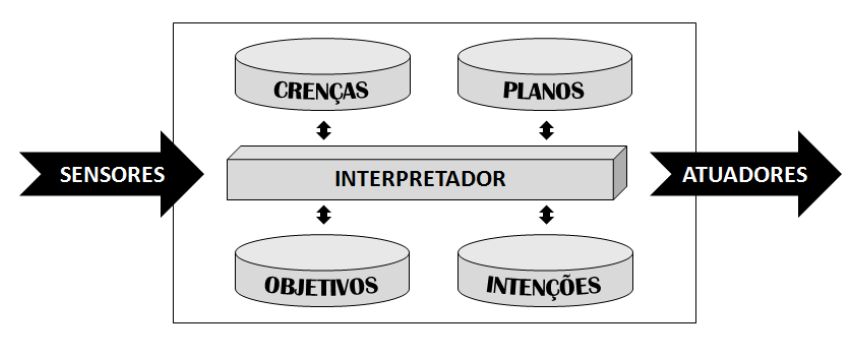 CRENÇAS
PLANOS
SENSORES
INTERPRETADOR
ATUADORES
OBJETIVOS
INTENÇÕES